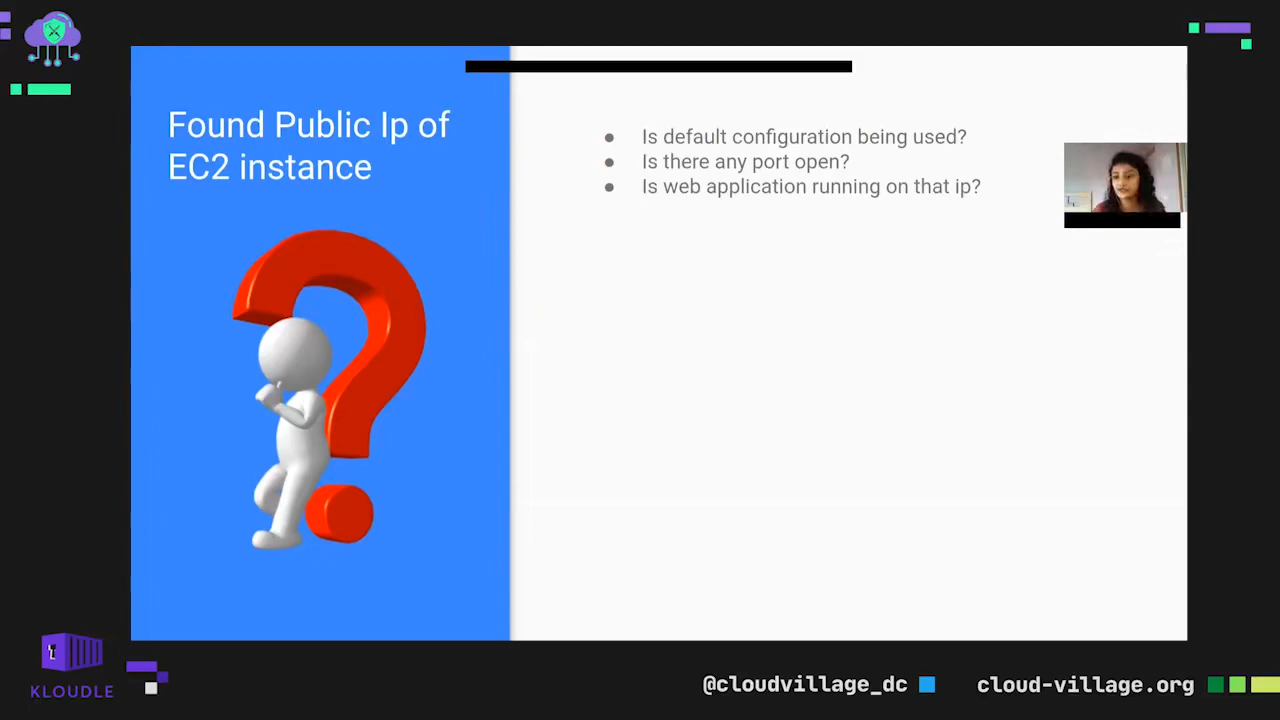 Found Public Ip of
EC2 instance
Is default configuration being used?
Is there any port open?
Is web application running on that ip?
KLOUDLE
@cloudvillage_dc
cloud-village.org